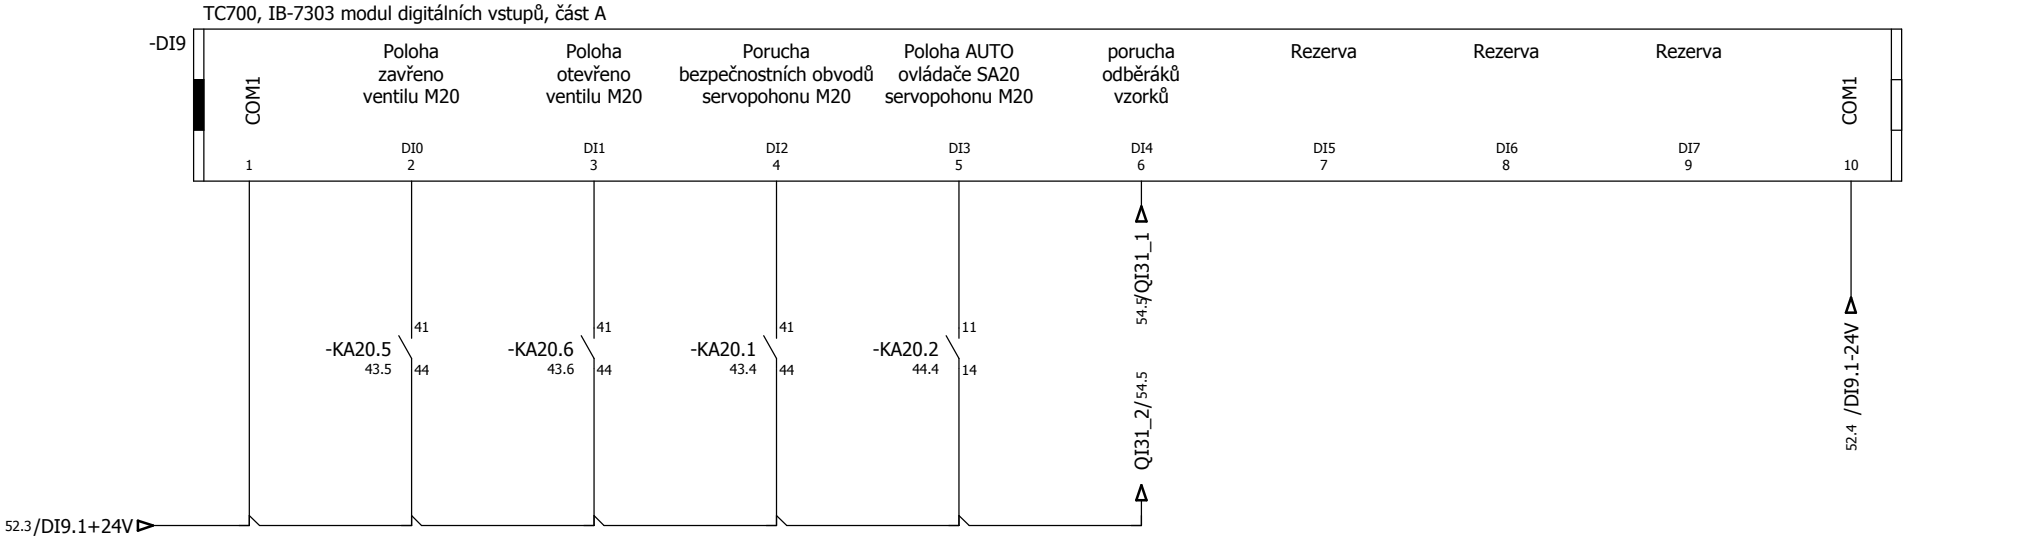 TC700, IB-7303 modul digitálních vstupů, část A
-DI9
COM1
1
Poloha
zavřeno
ventilu M20
DI0
2
Poloha
otevřeno
ventilu M20
DI1
3
Porucha
bezpečnostních obvodů
servopohonu M20
DI2
4
Poloha AUTO
ovládače SA20
servopohonu M20
DI3
5
porucha
odběráků
vzorků
DI4
6
Rezerva
DI5
7
Rezerva
DI6
8
Rezerva
DI7
9
COM1
10
41
-KA20.5
43.5
44
41
-KA20.6
43.6
44
41
-KA20.1
43.4
44
11
-KA20.2
44.4
14
54.5/QI31_1
QI31_2/54.5
52.4 /DI9.1-24V
52.3/DI9.1+24V